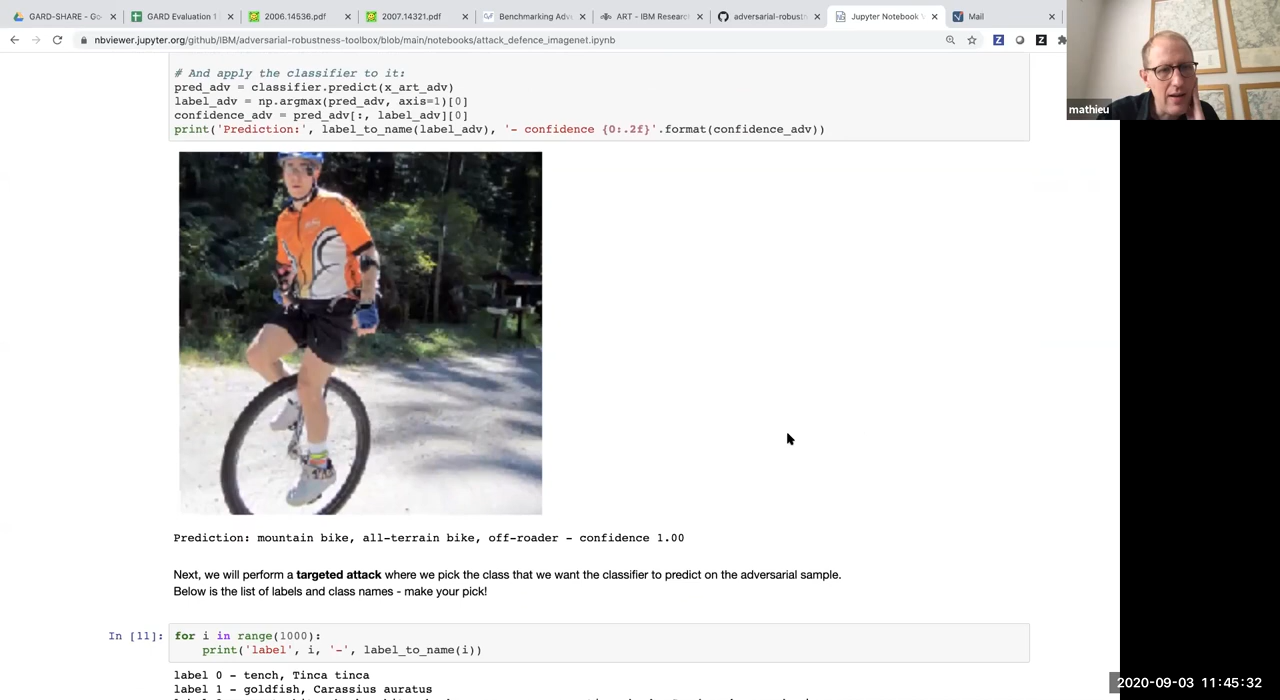 GARD-SHARE - Go-
GARD Evaluation 1
2006.14536.pdf
2007.14321.pdf
Benchmarking Adv
ART - IBM Researc
adversarial-robust
Jupyter Notebook
Mail
nbviewer.jupyter.org/github/IBM/adversarial-robustness-toolbox/blob/main/notebooks/attack_defence_imagenet.ipynb
mathieu
# And apply the classifier to it:
pred_adv = classifier.predict(x_art_adv)
label_adv = np.argmax(pred_adv, axis=1)[0]
confidence_adv = pred_adv[:, label_adv][0]
print('Prediction:', label_to_name(label_adv), '- confidence {0:.2f}'.format(confidence_adv))
Prediction: mountain bike, all-terrain bike, off-roader - confidence 1.00
Next, we will perform a targeted attack where we pick the class that we want the classifier to predict on the adversarial sample.
Below is the list of labels and class names - make your pick!
In [11]:
for i in range(1000):
print('label', i, '-', label_to_name(i))
label 0 - tench, Tinca tinca
label 1 - goldfish, Carassius auratus
2020-09-03 11:45:32